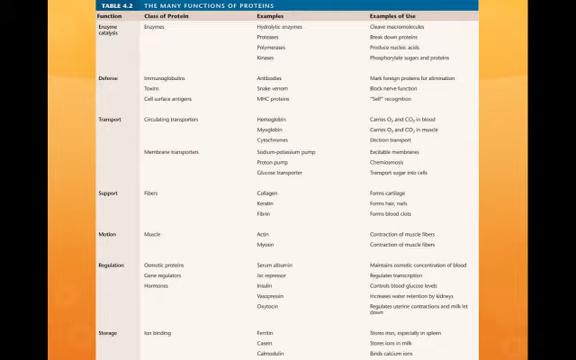 TABLE 4.2 THE MANY FUNCTIONS OF PROTEINS
Function Class of Protein Examples Examples of Use
Enzyme catalysis Enzymes Hydrolytic enzymes Cleave macromolecules
Proteases Break down proteins
Polymerases Produce nucleic acids
Kinases Phosphorylate sugars and proteins
Defense Immunoglobulins Antibodies Mark foreign proteins for elimination
Toxins Snake venom Block nerve function
Cell surface antigens MHC proteins "Self" recognition
Transport Circulating transporters Hemoglobin Carries O2 and CO2 in blood
Myoglobin Carries O2 and CO2 in muscle
Cytochromes Electron transport
Membrane transporters Sodium-potassium pump Excitable membranes
Proton pump Chemiosmosis
Glucose transporter Transport sugar into cells
Support Fibers Collagen Forms cartilage
Keratin Forms hair, nails
Fibrin Forms blood clots
Motion Muscle Actin Contraction of muscle fibers
Myosin Contraction of muscle fibers
Regulation Osmotic proteins Serum albumin Maintains osmotic concentration of blood
Gene regulators lac repressor Regulates transcription
Hormones Insulin Controls blood glucose levels
Vasopressin Increases water retention by kidneys
Oxytocin Regulates uterine contractions and milk let down
Storage Ion binding Ferritin Stores iron, especially in spleen
Casein Stores ions in milk
Calmodulin Binds calcium ions